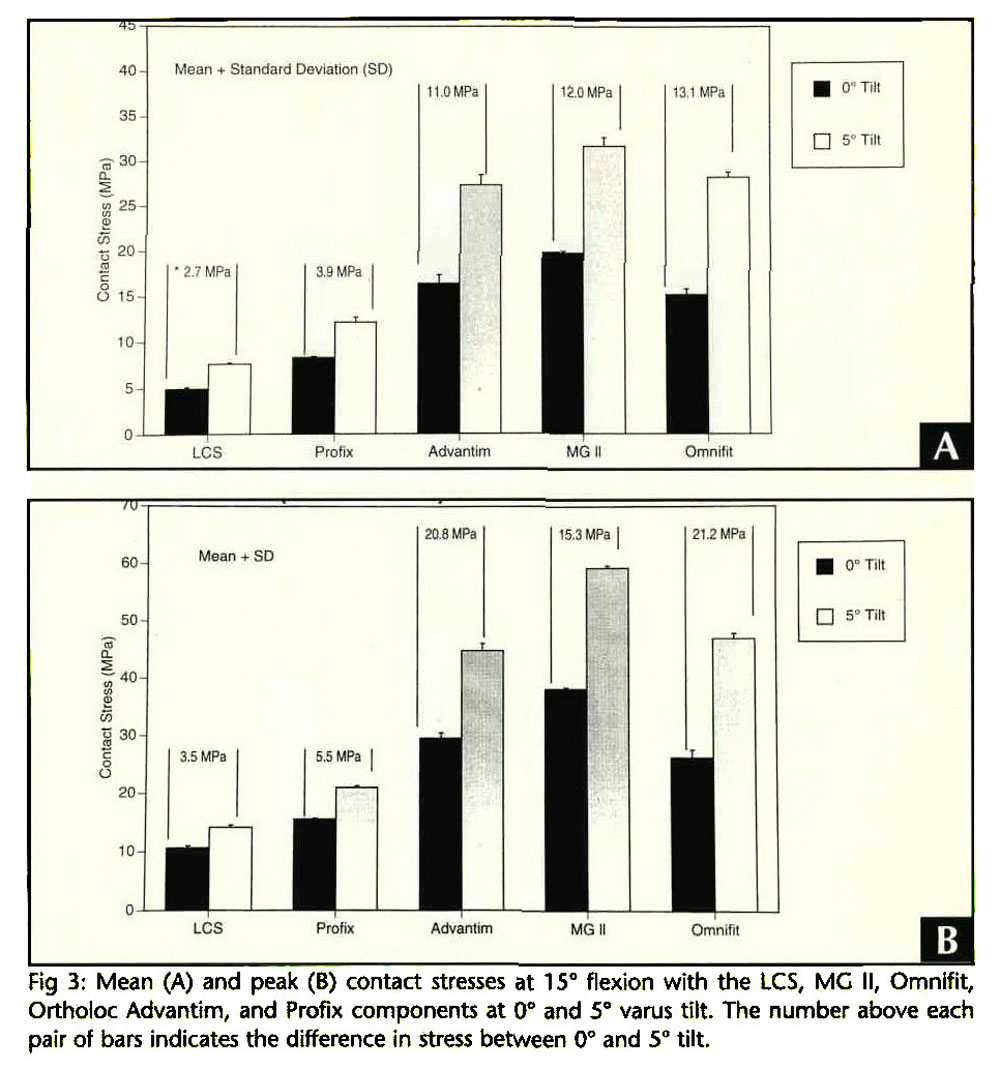 45
40
35
30
25
20
15
10
5
0
Contact Stress (MPa)
Mean + Standard Deviation (SD)
* 2.7 MPa
3.9 MPa
11.0 MPa
12.0 MPa
13.1 MPa
0° Tilt
5° Tilt
LCS
Profix
Advantim
MG II
Omnifit
A
70
60
50
40
30
20
10
0
Contact Stress (MPa)
Mean + SD
3.5 MPa
5.5 MPa
20.8 MPa
15.3 MPa
21.2 MPa
0° Tilt
5° Tilt
LCS
Profix
Advantim
MG II
Omnifit
B
Fig 3: Mean (A) and peak (B) contact stresses at 15° flexion with the LCS, MG II, Omnifit,
Ortholoc Advantim, and Profix components at 0° and 5° varus tilt. The number above each
pair of bars indicates the difference in stress between 0° and 5° tilt.